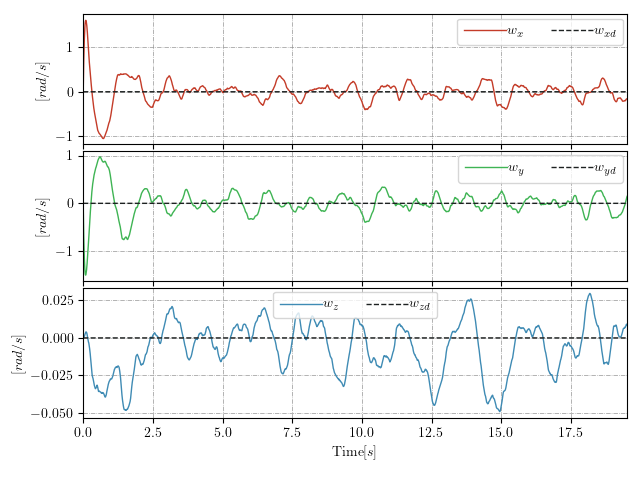 w_x w_xd
1
0
−1
[rad/s]
w_y w_yd
1
0
−1
[rad/s]
w_z w_zd
0.025
0.000
−0.025
−0.050
[rad/s]
0.0 2.5 5.0 7.5 10.0 12.5 15.0 17.5
Time[s]